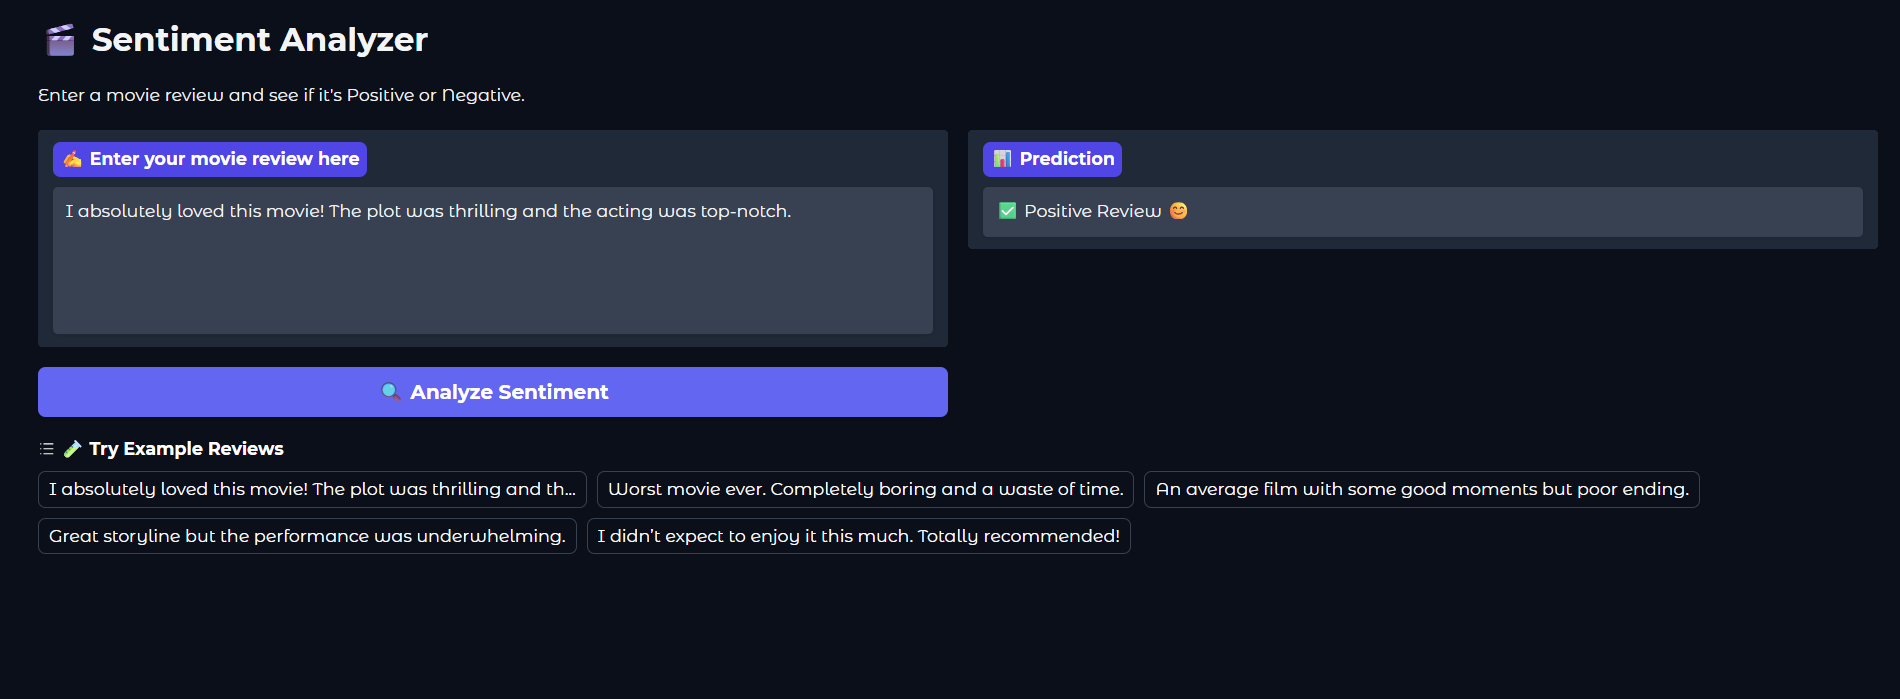 🎬 Sentiment Analyzer
Enter a movie review and see if it's Positive or Negative.
✍️ Enter your movie review here
I absolutely loved this movie! The plot was thrilling and the acting was top-notch.
📊 Prediction
✅ Positive Review 😊
🔍 Analyze Sentiment
🧪 Try Example Reviews
I absolutely loved this movie! The plot was thrilling and th...
Worst movie ever. Completely boring and a waste of time.
An average film with some good moments but poor ending.
Great storyline but the performance was underwhelming.
I didn't expect to enjoy it this much. Totally recommended!